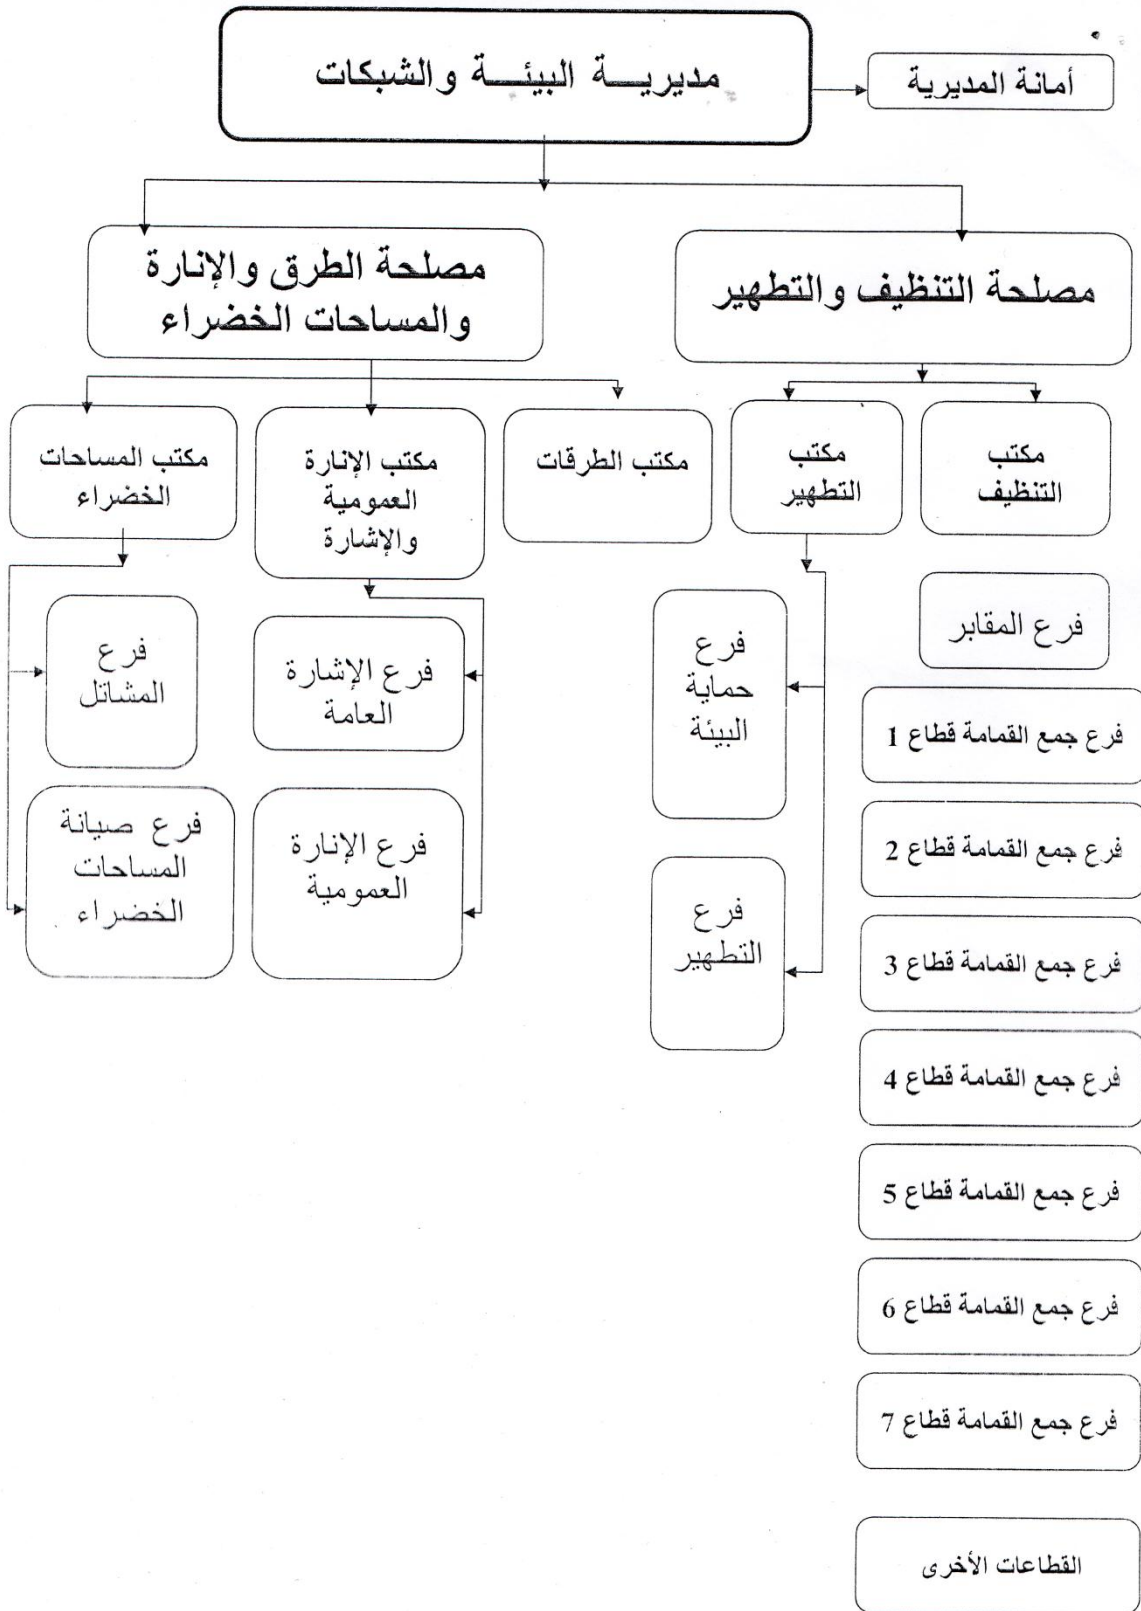 مديريـــة البيئـــة والشبكات
أمانة المديرية
مصلحة التنظيف والتطهير
مصلحة الطرق والإنارة
والمساحات الخضراء
مكتب
التنظيف
مكتب
التطهير
مكتب الطرقات
مكتب الإنارة
العمومية
والإشارة
مكتب المساحات
الخضراء
فرع المقابر
فرع جمع القمامة قطاع 1
فرع جمع القمامة قطاع 2
فرع جمع القمامة قطاع 3
فرع جمع القمامة قطاع 4
فرع جمع القمامة قطاع 5
فرع جمع القمامة قطاع 6
فرع جمع القمامة قطاع 7
القطاعات الأخرى
فرع
حماية
البيئة
فرع
التطهير
فرع الإشارة
العامة
فرع الإنارة
العمومية
فرع
المشاتل
فرع صيانة
المساحات
الخضراء